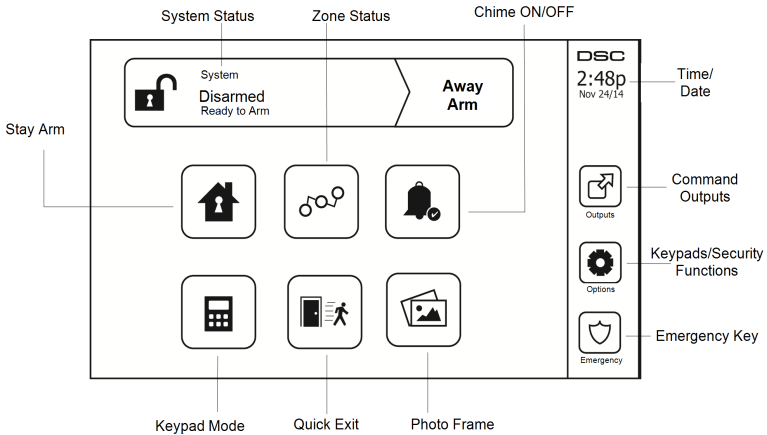 System Status
Zone Status
Chime ON/OFF
System
Disarmed
Ready to Arm
Away
Arm
DSC
2:48p
Nov 24/14
Time/
Date
Stay Arm
Outputs
Command
Outputs
Options
Keypads/Security
Functions
Emergency
Emergency Key
Keypad Mode
Quick Exit
Photo Frame